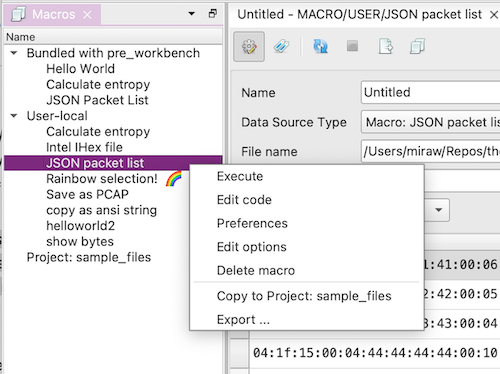 Macros
Name
Bundled with pre_workbench
Hello World
Calculate entropy
JSON Packet List
User-local
Calculate entropy
Intel IHex file
JSON packet list
Rainbow selection! 🌈
Save as PCAP
copy as ansi string
helloworld2
show bytes
Project: sample_files
Execute
Edit code
Preferences
Edit options
Delete macro
Copy to Project: sample_files
Export ...
Untitled - MACRO/USER/JSON packet list
Name
Untitled
Data Source Type
Macro: JSON packet lis
File name
/Users/miraw/Repos/the
1:41:00:06
2:42:00:05
3:43:00:04
04:1f:15:00:04:44:44:44:44:00:10